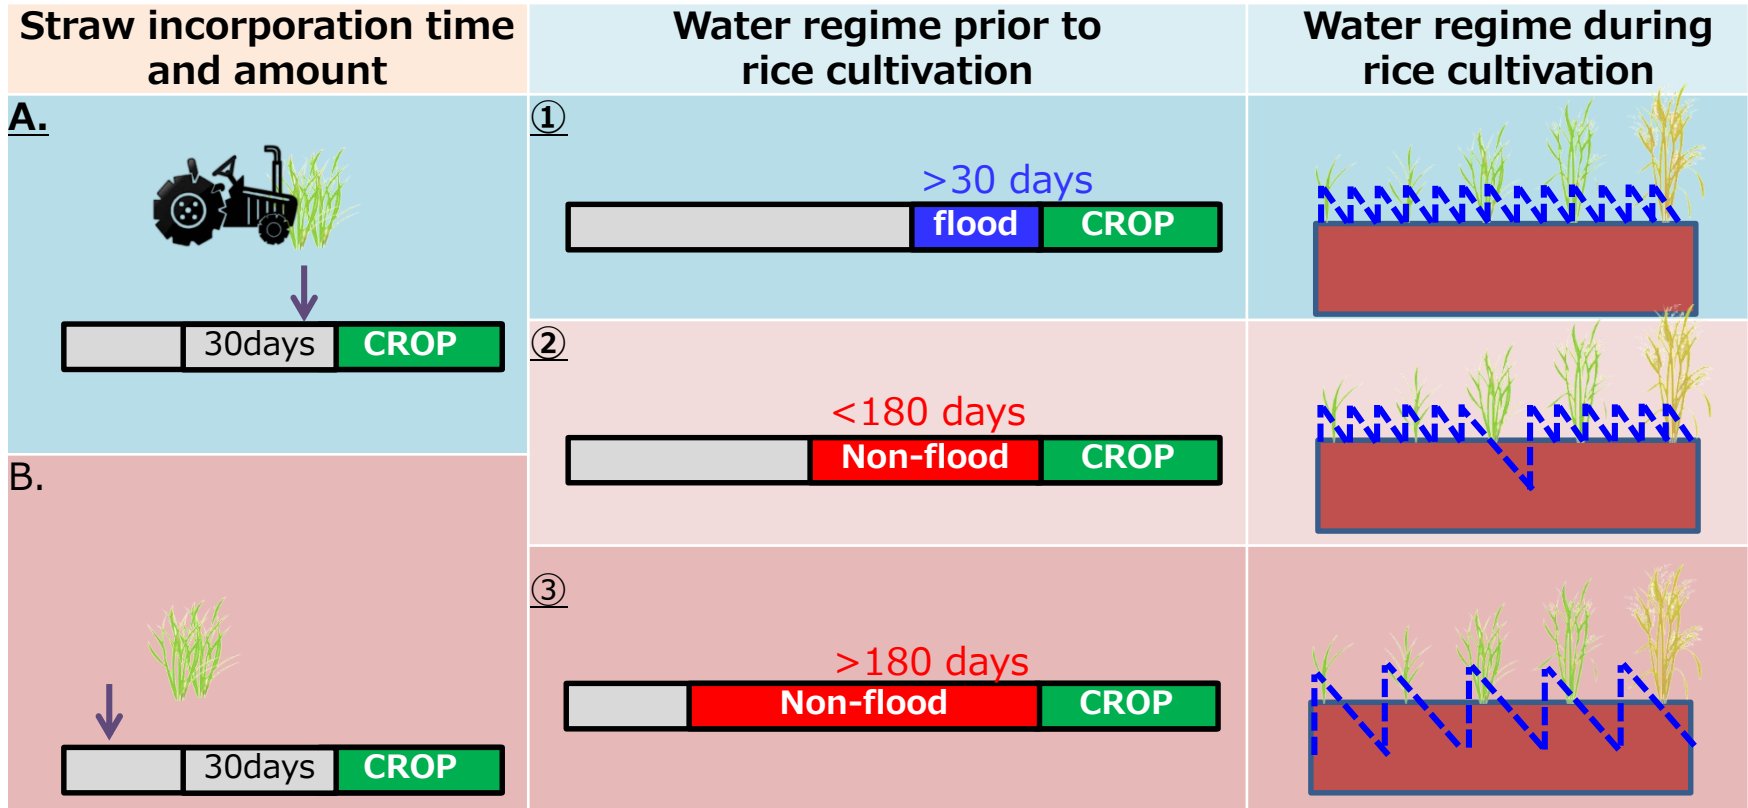 Straw incorporation time
and amount
Water regime prior to
rice cultivation
Water regime during
rice cultivation
A.
30days
CROP
B.
30days
CROP
①
>30 days
flood
CROP
②
<180 days
Non-flood
CROP
③
>180 days
Non-flood
CROP